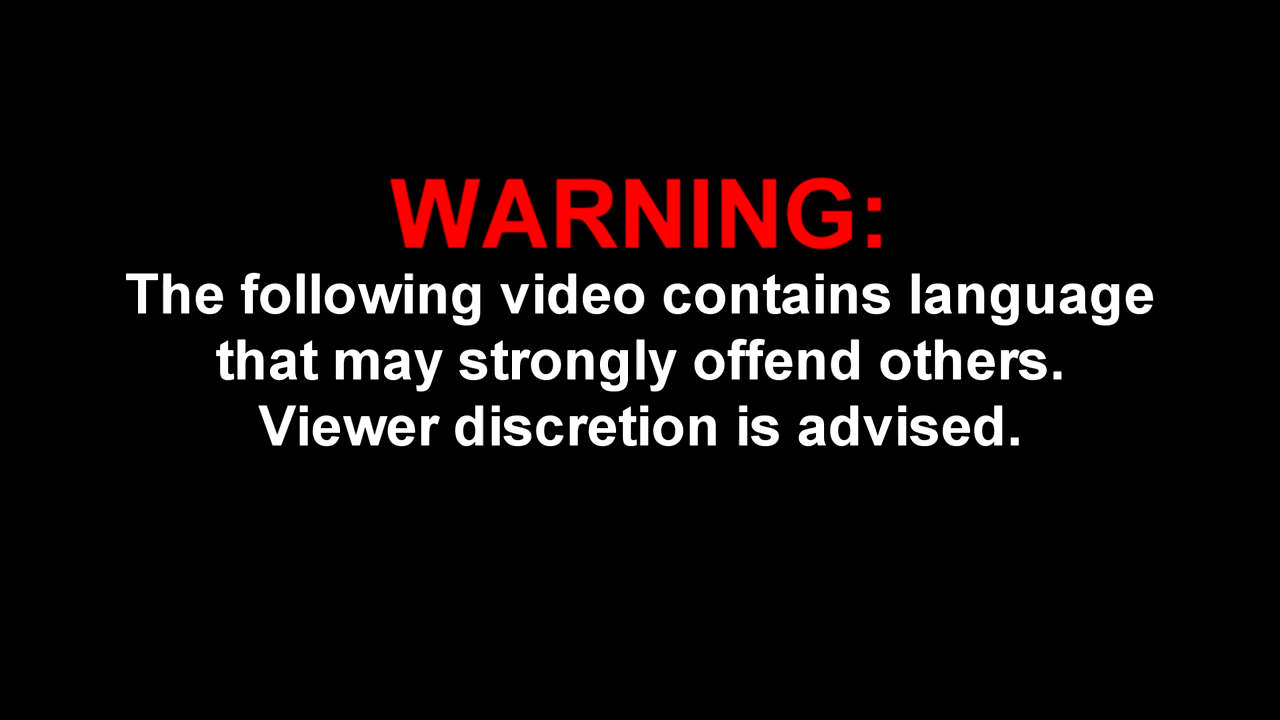 WARNING:
The following video contains language
that may strongly offend others.
Viewer discretion is advised.